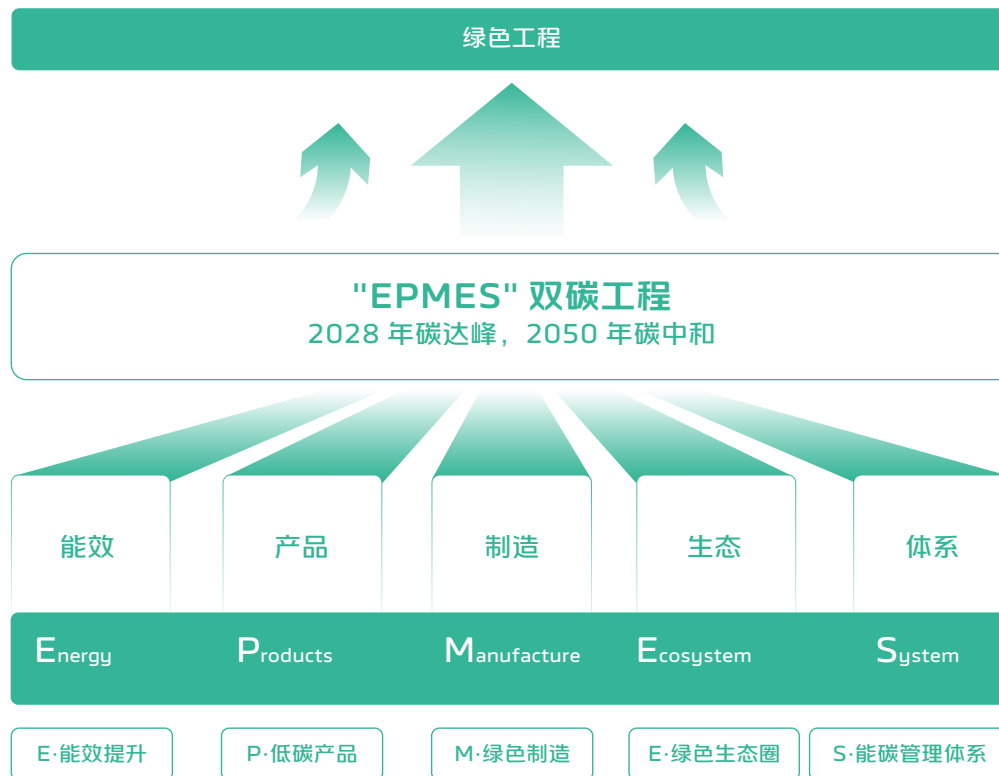 绿色工程
"EPMES" 双碳工程
2028 年碳达峰，2050 年碳中和
能效 产品 制造 生态 体系
Energy Products Manufacture Ecosystem System
E·能效提升 P·低碳产品 M·绿色制造 E·绿色生态圈 S·能碳管理体系